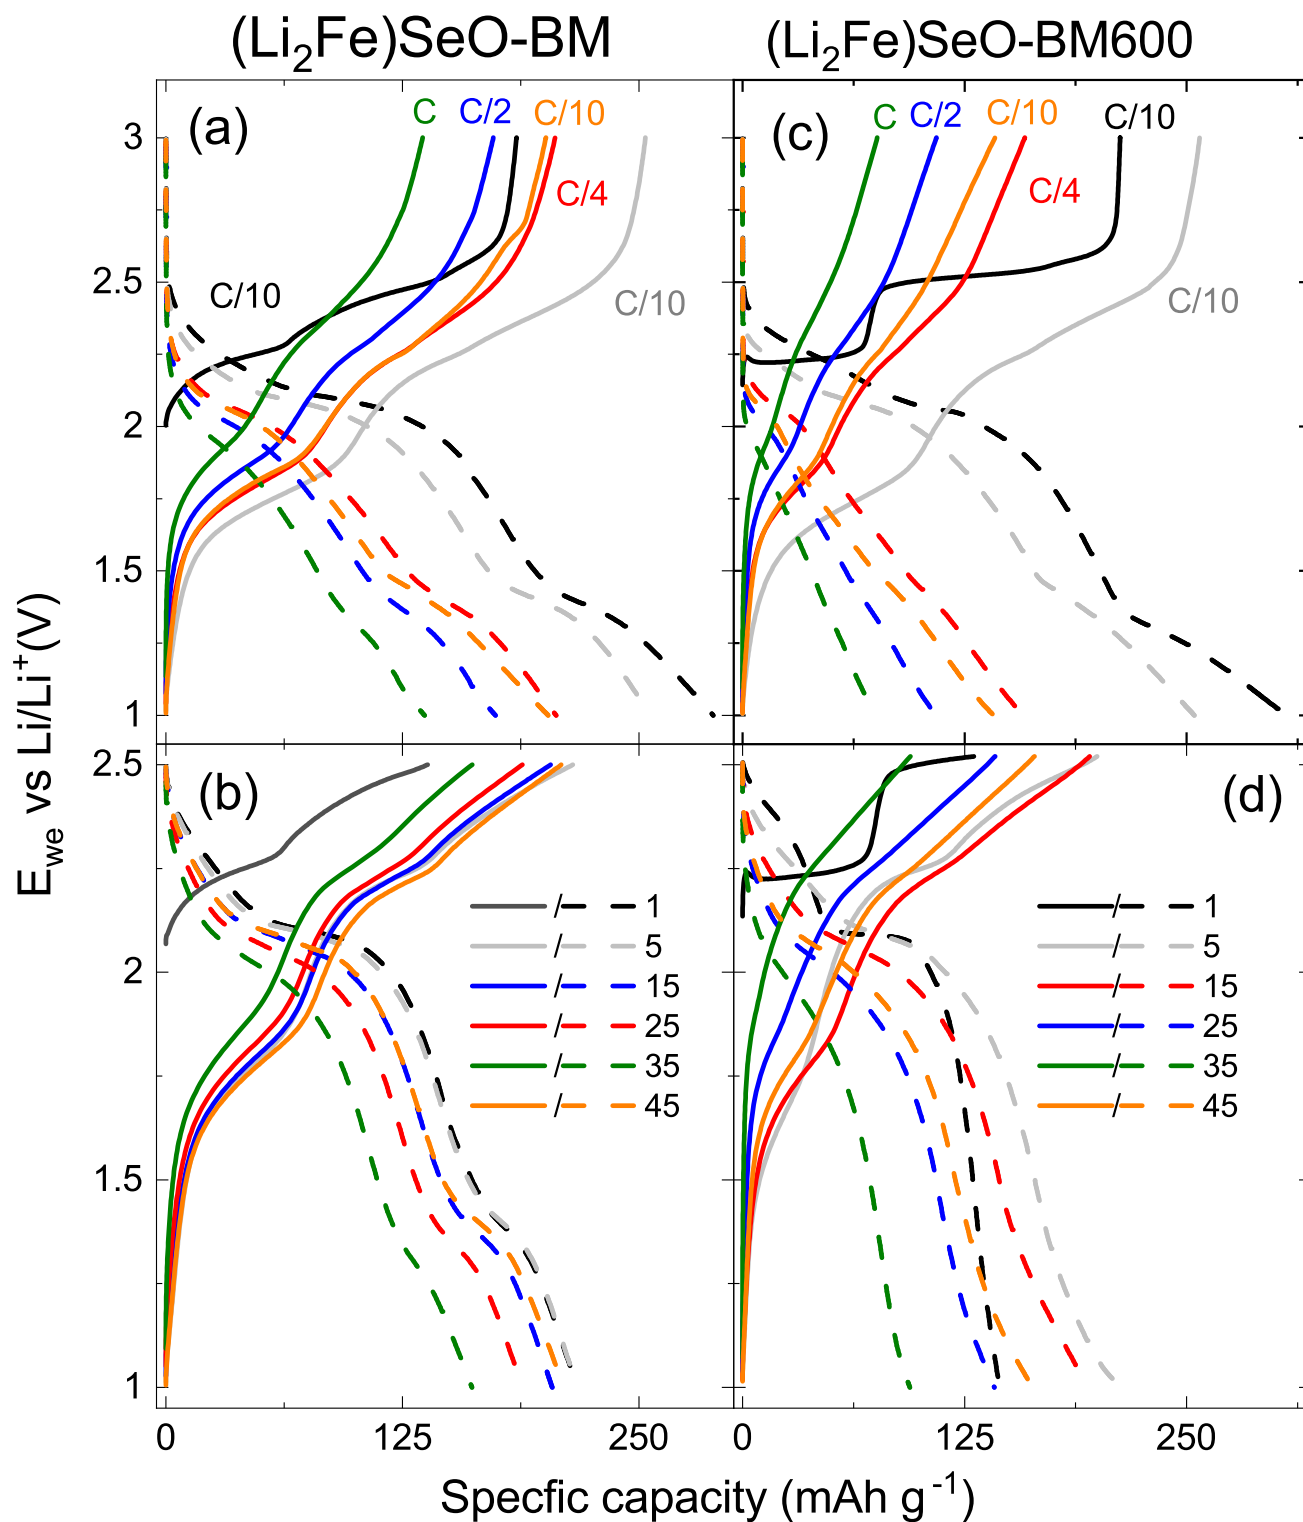 (Li₂Fe)SeO-BM
(Li₂Fe)SeO-BM600
(a)
C
C/2
C/10
C/4
C/10
C/10
(c)
C
C/2
C/10
C/10
C/4
C/10
3
2.5
2
1.5
1
(b)
/ 1
/ 5
/ 15
/ 25
/ 35
/ 45
(d)
/ 1
/ 5
/ 15
/ 25
/ 35
/ 45
2.5
2
1.5
1
0 125 250
0 125 250
E_we vs Li/Li⁺(V)
Specfic capacity (mAh g⁻¹)